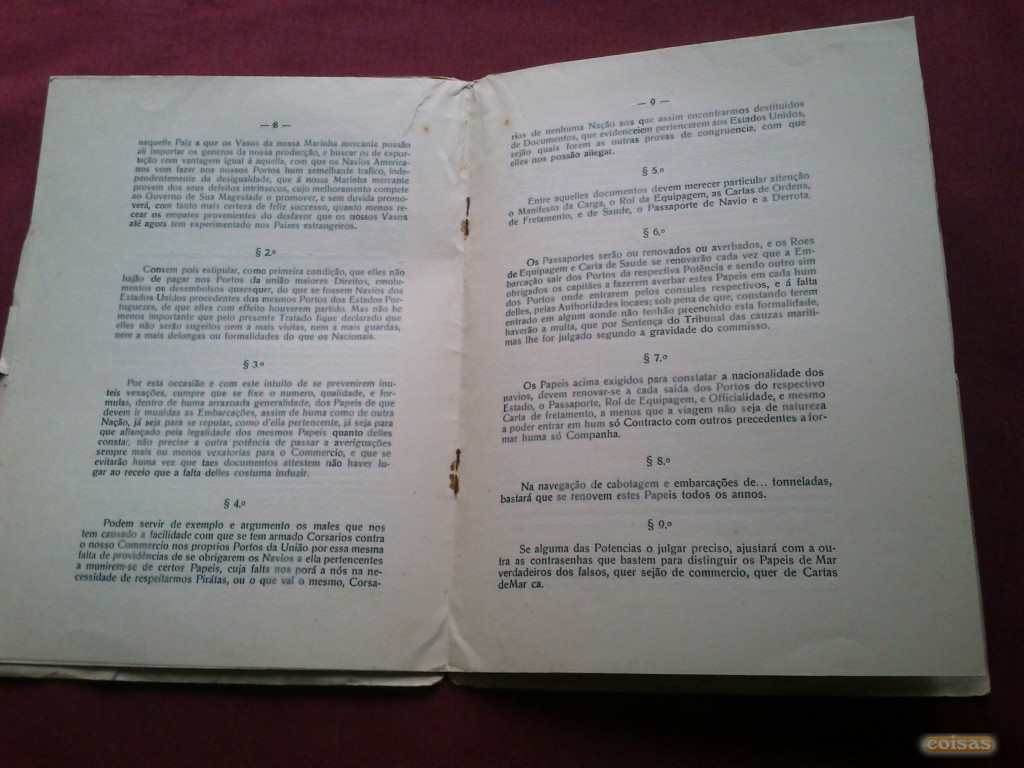 — 8 —
naquelle Paiz a que os Vasos da nossa Marinha mercante possão
ali importar os generos da nossa producção, e buscar os de expor-
tação com vantagem igual á aquella, com que os Navios America-
nos vem fazer nos nossos Portos hum semelhante trafico, inde-
pendentemente da desigualdade, que á nossa Marinha mercante
provem dos seus defeitos intrinsecos, cujo melhoramento compete
ao Governo de Sua Magestade o promover, e sem duvida promo-
verá, com tanto mais certeza de feliz successo, quanto menos re-
cear os empates provenientes do desfavor que os nossos Vasos
até agora tem experimentado nos Paizes estrangeiros.
§ 2.º
Convem pois estipular, como primeira condição, que elles não
hajão de pagar nos Portos da união maiores Direitos, emolu-
mentos ou desembolsos quaesquer, do que se fossem Navios dos
Estados Unidos procedentes dos mesmos Portos dos Estados Por-
tuguezes, de que elles com effeito houverem partido. Mas não he
menos importante que pelo presente Tratado fique declarado que
elles não serão sugeitos nem a mais visitas, nem a mais guardas,
nem a mais delongas ou formalidades do que os Nacionais.
§ 3.º
Por esta occasião e com este intuito de se prevenirem inu-
teis vexações, cumpre que se fixe o numero, qualidade, e for-
mulas, dentro de huma arrazoada generalidade, dos Papeis de que
devem ir munidas as Embarcações, assim de huma como de outra
Nação, já seja para se reputar, como d'ella pertencente, já seja para
que afiançado pela legalidade dos mesmos Papeis quanto delles
constar, não precise a outra potência de passar a averiguações
sempre mais ou menos vexatorias para o Commercio, e que se
evitarão huma vez que taes documentos attestem não haver lu-
gar ao receio que a falta delles costuma induzir.
§ 4.º
Podem servir de exemplo e argumento os males que nos
tem causado a facilidade com que se tem armado Corsarios contra
o nosso Commercio nos proprios Portos da União por essa mesma
falta de providências de se obrigarem os Navios a ella pertencentes
a munirem-se de certos Papeis, cuja falta nos porá a nós na ne-
cessidade de respeitarmos Pirátas, ou o que val o mesmo, Corsa-
— 9 —
rios de nenhuma Nação aos que assim encontrarmos destituidos
de Documentos, que evidenceiem pertencerem aos Estados Unidos,
sejão quais forem as outras provas de congruencia, com que
elles nos possão allegar.
§ 5.º
Entre aquelles documentos devem merecer particular attenção
o Manifesto da Carga, o Rol da Equipagem, as Cartas de Ordens,
de Fretamento, e de Saude, o Passaporte de Navio e a Derrota.
§ 6.º
Os Passaportes serão ou renovados ou averbados, e os Roes
de Equipagem e Carta de Saude se renovarão cada vez que a Em-
barcação sair dos Portos da respectiva Potência e sendo outro sim
obrigados os capitães a fazerem averbar estes Papeis em cada hum
dos Portos onde entrarem pelos consules respectivos, e á falta
delles, pelas Authoridades locaes; sob pena de que, constando terem
entrado em algum aonde não tenhão preenchido esta formalidade,
haverão a multa, que por Sentença do Tribunal das cauzas mariti-
mas lhe for julgado segundo a gravidade do commisso.
§ 7.º
Os Papeis acima exigidos para constatar a nacionalidade dos
navios, devem renovar-se a cada saida dos Portos do respectivo
Estado, o Passaporte, Rol de Equipagem, e Officialidade, e mesmo
Carta de fretamento, a menos que a viagem não seja de natureza
a poder entrar em hum só Contracto com outros precedentes a for-
mar huma só Companha.
§ 8.º
Na navegação de cabotagem e embarcações de... tonneladas,
bastará que se renovem estes Papeis todos os annos.
§ 9.º
Se alguma das Potencias o julgar preciso, ajustará com a ou-
tra as contrasenhas que bastem para distinguir os Papeis de Mar
verdadeiros dos falsos, quer sejão de commercio, quer de Cartas
deMar ca.
coisas